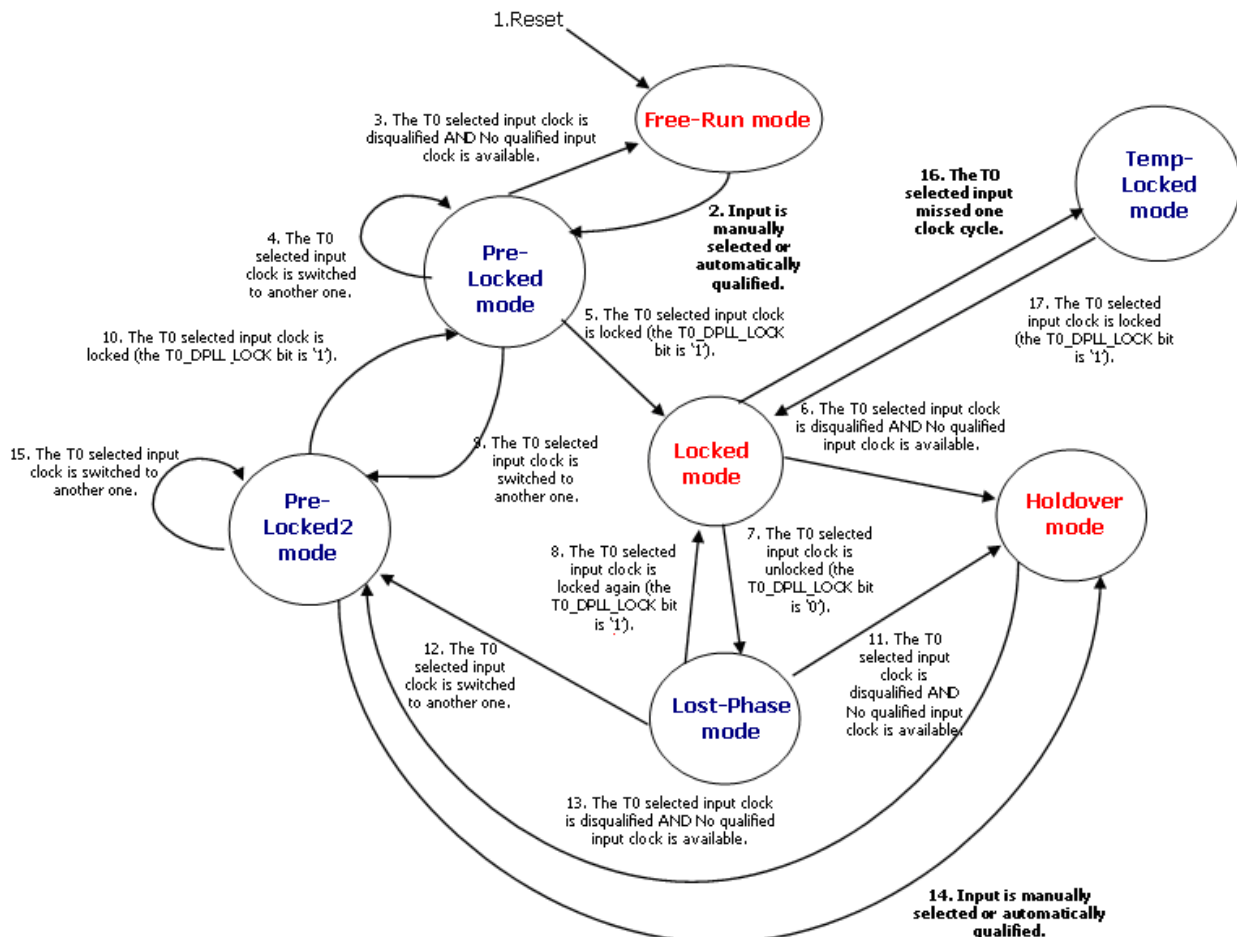 1.Reset
Free-Run mode
3. The T0 selected input clock is
disqualified AND No qualified input
clock is available.
Temp-
Locked
mode
16. The T0
selected input
missed one
clock cycle.
2. Input is
manually
selected or
automatically
qualified.
4. The T0
selected input
clock is switched
to another one.
Pre-
Locked
mode
17. The T0 selected
input clock is locked
(the T0_DPLL_LOCK bit
is '1').
5. The T0 selected input clock
is locked (the T0_DPLL_LOCK
bit is '1').
10. The T0 selected input clock is
locked (the T0_DPLL_LOCK bit is '1').
6. The T0 selected input clock
is disqualified AND No qualified
input clock is available.
Locked
mode
9. The T0 selected
input clock is
switched to
another one.
15. The T0 selected input
clock is switched to
another one.
Pre-
Locked2
mode
Holdover
mode
7. The T0 selected
input clock is
unlocked (the
T0_DPLL_LOCK bit
is '0').
8. The T0 selected
input clock is
locked again (the
T0_DPLL_LOCK bit
is '1').
11. The T0
selected input
clock is
disqualified AND
No qualified input
clock is available.
12. The T0
selected input
clock is switched
to another one.
Lost-Phase
mode
13. The T0 selected input clock
is disqualified AND No qualified
input clock is available.
14. Input is manually
selected or automatically
qualified.